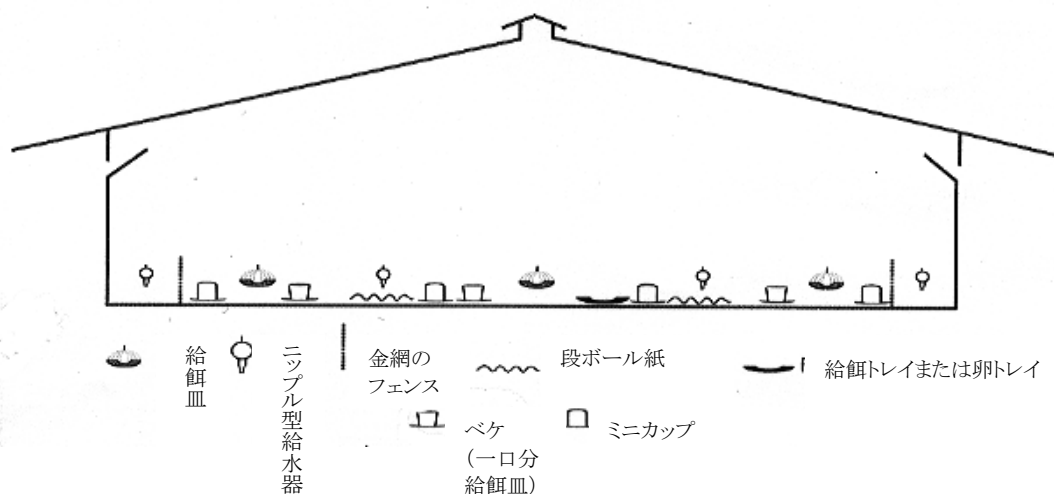 給餌皿
ニップル型給水器
金網の
フェンス
段ボール紙
給餌トレイまたは卵トレイ
ベケ
(一口分
給餌皿)
ミニカップ